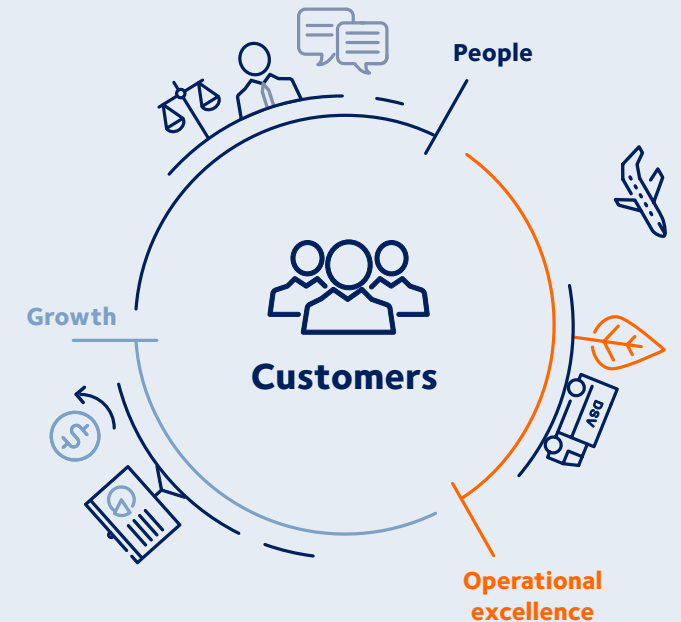 People
Growth
Customers
DSV
Operational
excellence